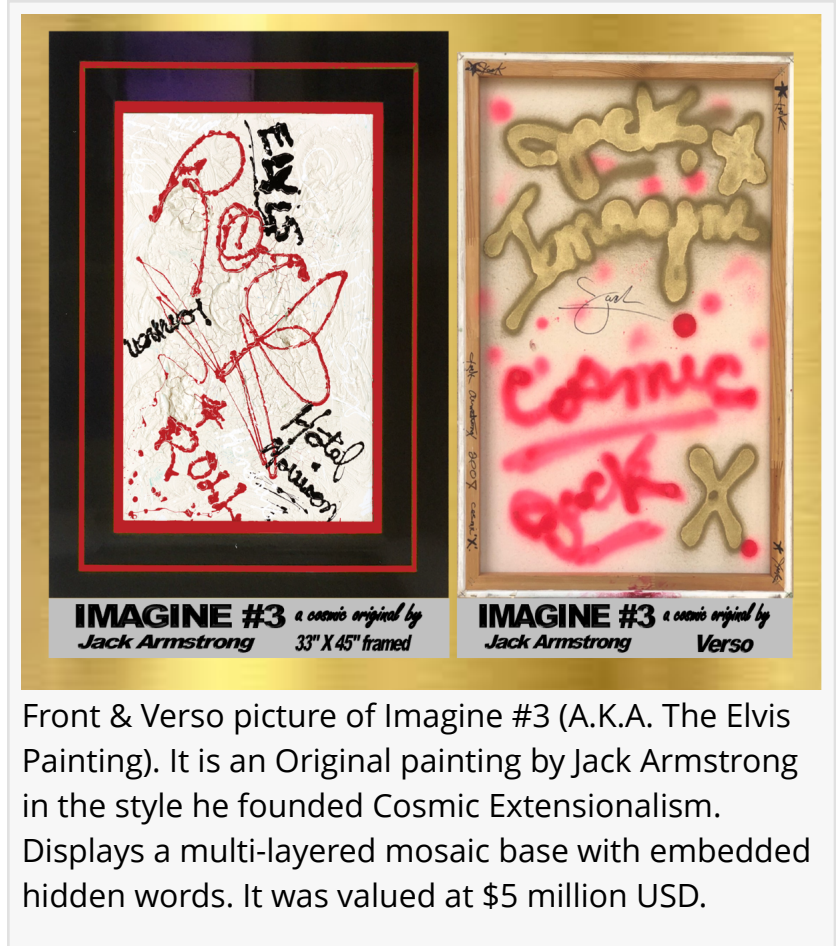 ELVIS
Hotel
Morrison
Rosh
Jack
Imagine
Cosmic
Jack
X
IMAGINE #3 a cosmic original by
Jack Armstrong 33" X 45" framed
IMAGINE #3 a cosmic original by
Jack Armstrong Verso
Front & Verso picture of Imagine #3 (A.K.A. The Elvis
Painting). It is an Original painting by Jack Armstrong
in the style he founded Cosmic Extensionalism.
Displays a multi-layered mosaic base with embedded
hidden words. It was valued at $5 million USD.